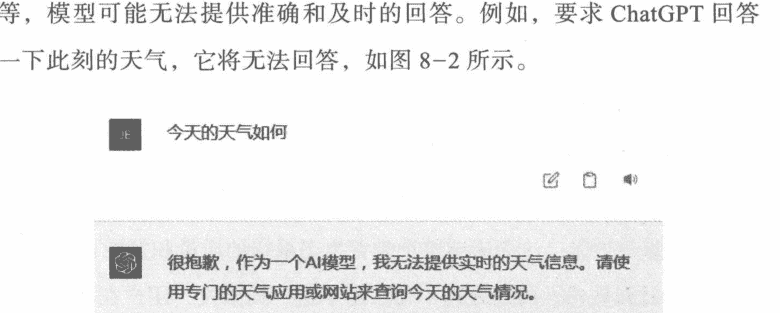 等，模型可能无法提供准确和及时的回答。例如，要求 ChatGPT 回答
一下此刻的天气，它将无法回答，如图 8-2 所示。
JE
今天的天气如何
很抱歉，作为一个AI模型，我无法提供实时的天气信息。请使
用专门的天气应用或网站来查询今天的天气情况。